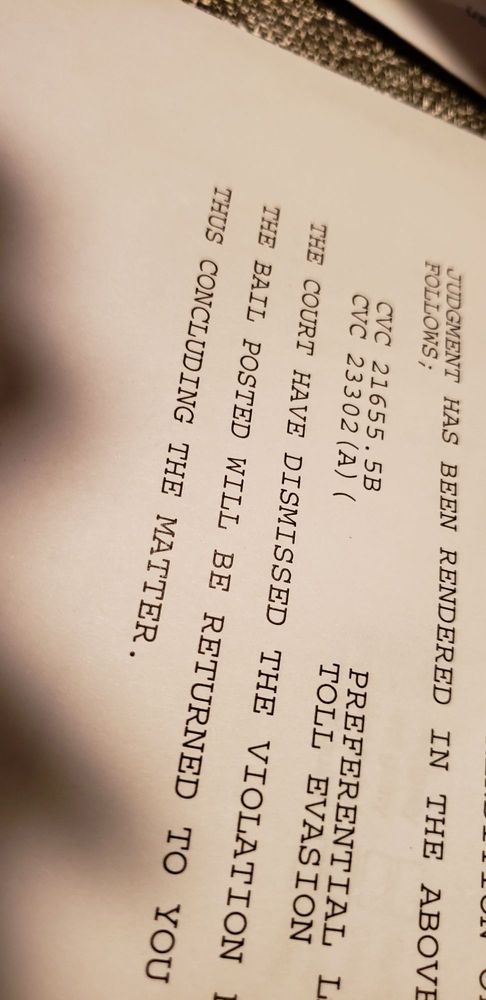 JUDGMENT HAS BEEN RENDERED IN THE ABOVE
FOLLOWS;
CVC 21655.5B PREFERENTIAL L
CVC 23302(A)( TOLL EVASION
THE COURT HAVE DISMISSED THE VIOLATION
THE BAIL POSTED WILL BE RETURNED TO YOU
THUS CONCLUDING THE MATTER.